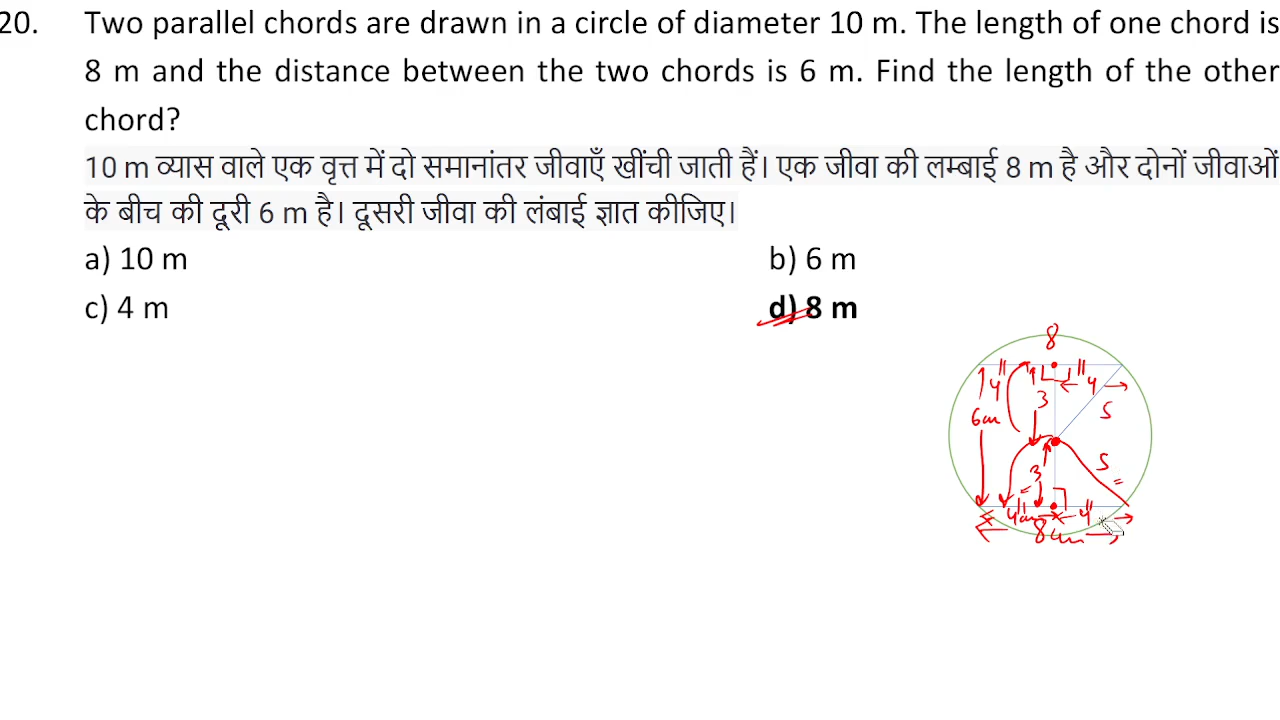 20. Two parallel chords are drawn in a circle of diameter 10 m. The length of one chord is
8 m and the distance between the two chords is 6 m. Find the length of the other
chord?
10 m व्यास वाले एक वृत्त में दो समानांतर जीवाएँ खींची जाती हैं। एक जीवा की लम्बाई 8 m है और दोनों जीवाओं
के बीच की दूरी 6 m है। दूसरी जीवा की लंबाई ज्ञात कीजिए।
a) 10 m b) 6 m
c) 4 m d) 8 m
8
4 4
3
6m 5
5
3
4m 4
8m